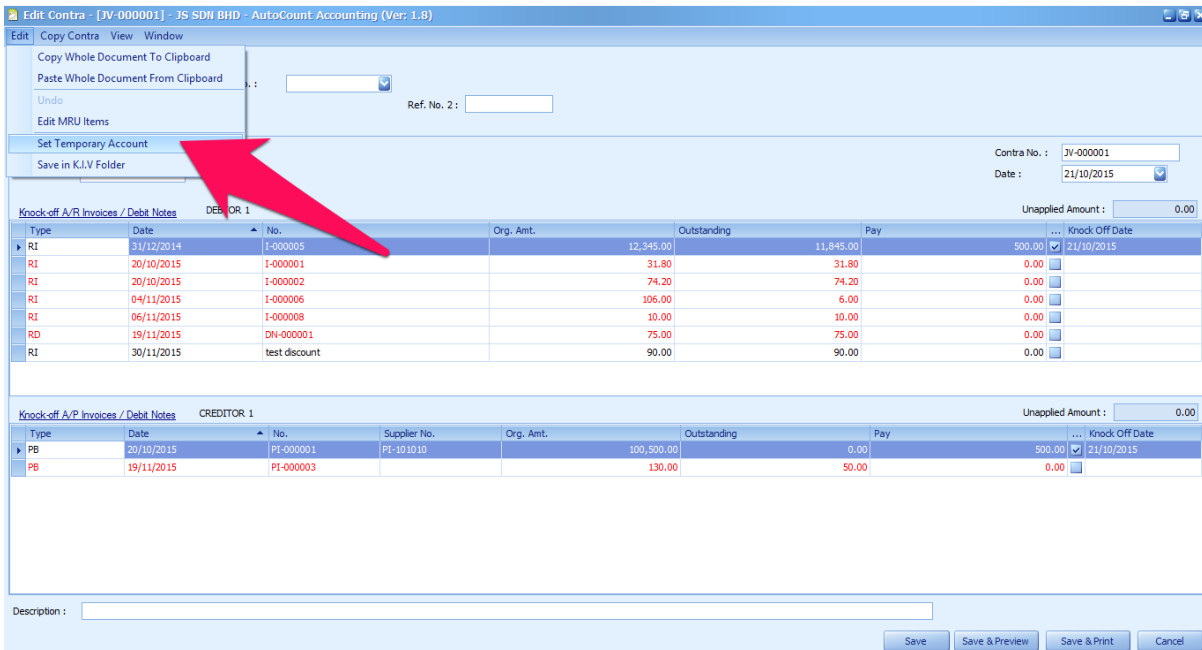 Edit Contra - [JV-000001] - JS SDN BHD - AutoCount Accounting (Ver: 1.8)
Edit Copy Contra View Window
Copy Whole Document To Clipboard
Paste Whole Document From Clipboard
Undo
Edit MRU Items
Set Temporary Account
Save in K.I.V Folder
Ref. No. 2 :
Contra No. : JV-000001
Date : 21/10/2015
Knock-off A/R Invoices / Debit Notes Unapplied Amount : 0.00
Type Date No. Org. Amt. Outstanding Pay ... Knock Off Date
RI 31/12/2014 I-000005 12,345.00 11,845.00 500.00 21/10/2015
RI 20/10/2015 I-000001 31.80 31.80 0.00
RI 20/10/2015 I-000002 74.20 74.20 0.00
RI 04/11/2015 I-000006 106.00 6.00 0.00
RI 06/11/2015 I-000008 10.00 10.00 0.00
RD 19/11/2015 DN-000001 75.00 75.00 0.00
RI 30/11/2015 test discount 90.00 90.00 0.00
Knock-off A/P Invoices / Debit Notes CREDITOR 1 Unapplied Amount : 0.00
Type Date No. Supplier No. Org. Amt. Outstanding Pay ... Knock Off Date
PB 20/10/2015 PI-000001 PI-101010 100,500.00 0.00 500.00 21/10/2015
PB 19/11/2015 PI-000003 130.00 50.00 0.00
Description :
Save Save & Preview Save & Print Cancel